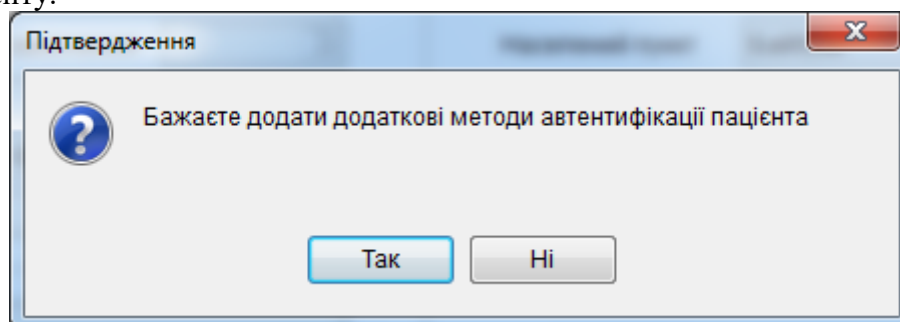 Підтвердження
Бажаєте додати додаткові методи автентифікації пацієнта
Так Ні